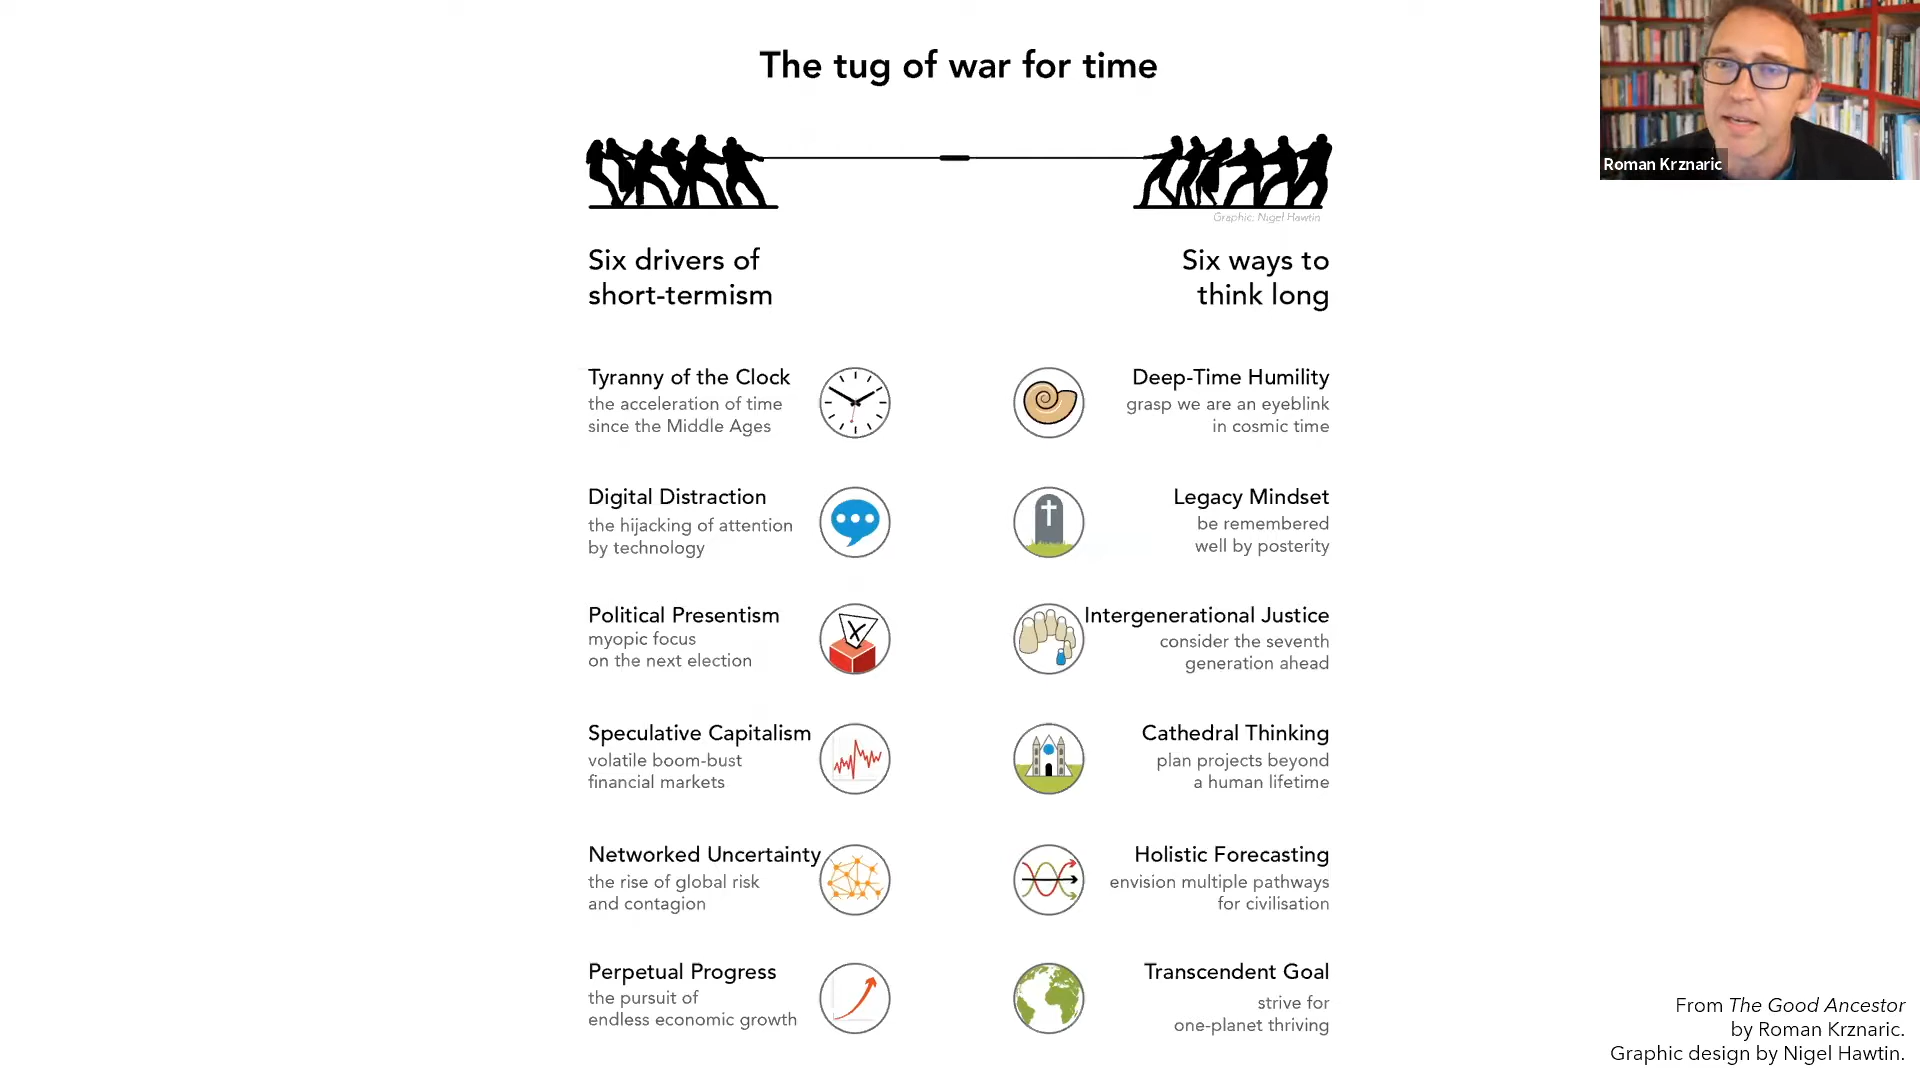 The tug of war for time
Roman Krznaric
Graphic: Nigel Hawtin
Six drivers of
short-termism
Six ways to
think long
Tyranny of the Clock
the acceleration of time
since the Middle Ages
Deep-Time Humility
grasp we are an eyeblink
in cosmic time
Digital Distraction
the hijacking of attention
by technology
Legacy Mindset
be remembered
well by posterity
Political Presentism
myopic focus
on the next election
Intergenerational Justice
consider the seventh
generation ahead
Speculative Capitalism
volatile boom-bust
financial markets
Cathedral Thinking
plan projects beyond
a human lifetime
Networked Uncertainty
the rise of global risk
and contagion
Holistic Forecasting
envision multiple pathways
for civilisation
Perpetual Progress
the pursuit of
endless economic growth
Transcendent Goal
strive for
one-planet thriving
From The Good Ancestor
by Roman Krznaric.
Graphic design by Nigel Hawtin.